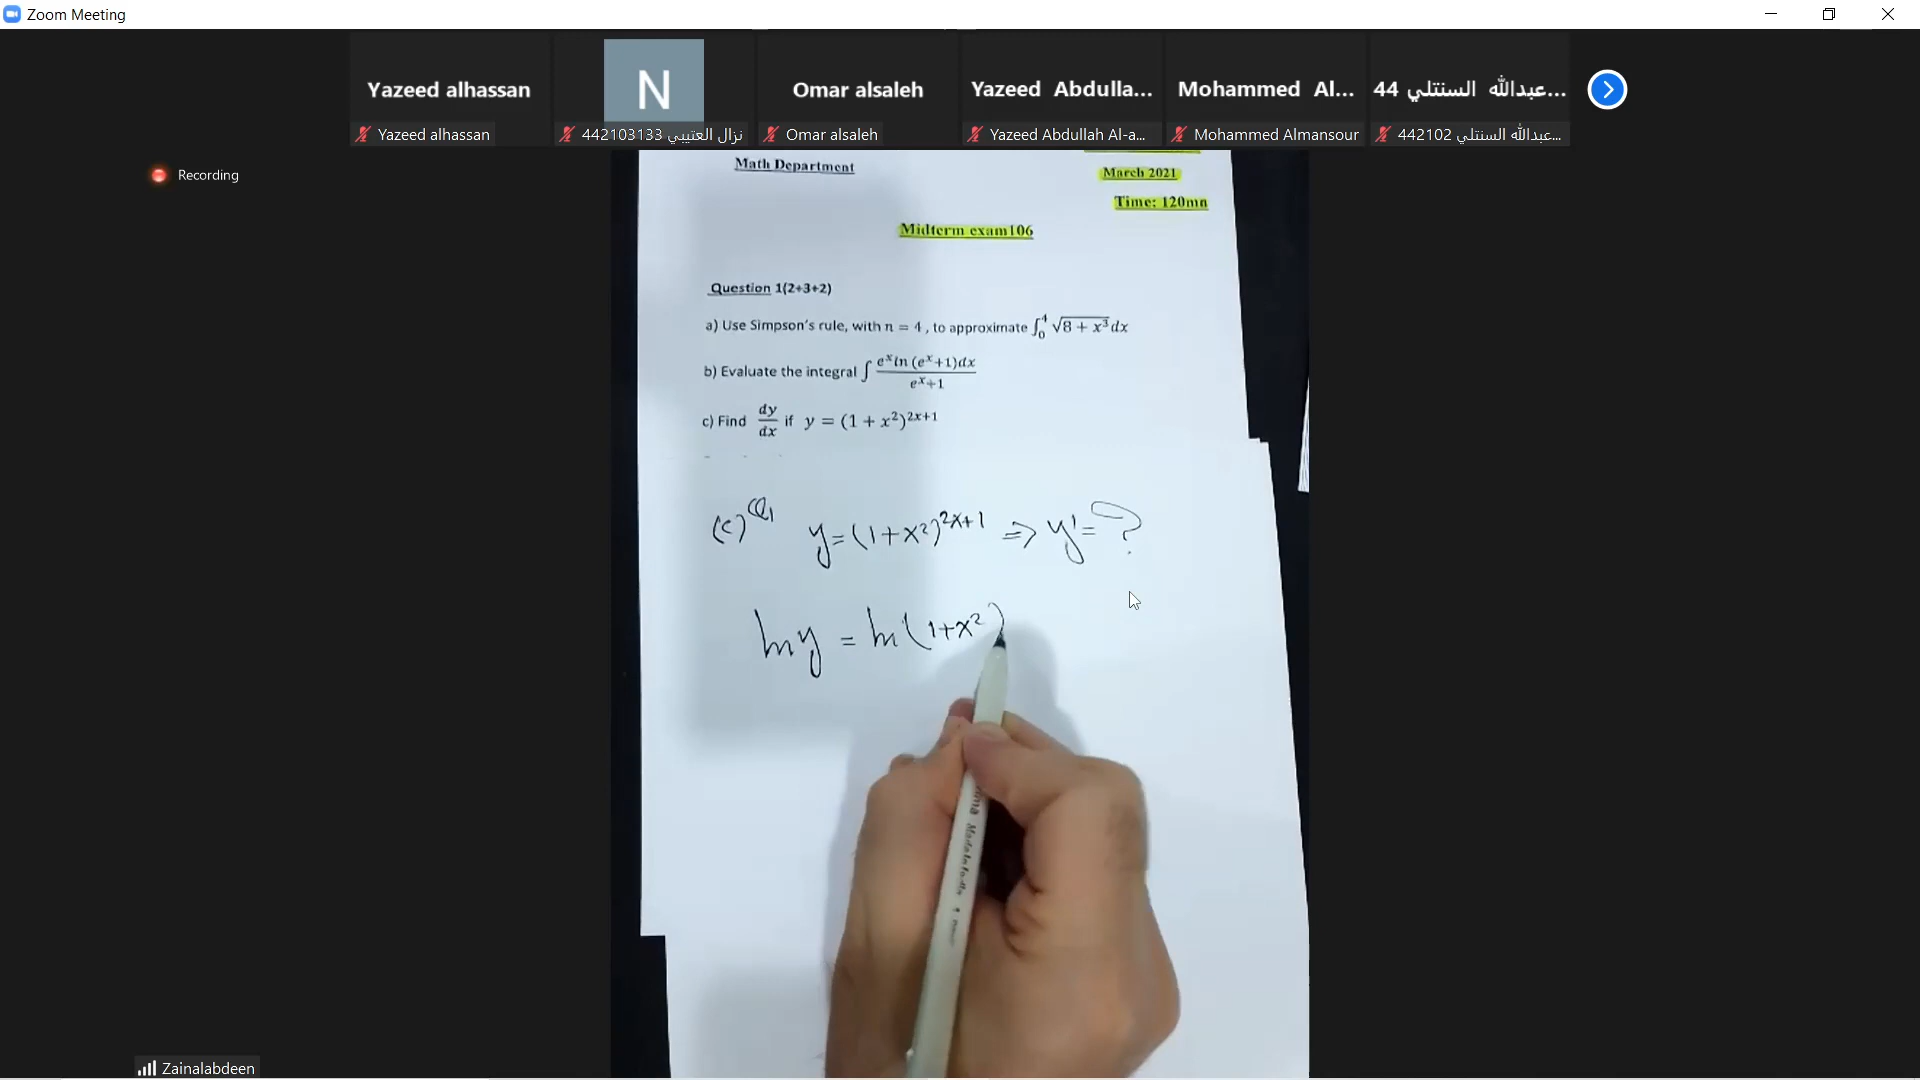 Zoom Meeting
Yazeed alhassan
N
Omar alsaleh
Yazeed Abdulla...
Mohammed Al...
44 عبدالله السنتلي...
Yazeed alhassan
442103133 نزال العتيبي
Omar alsaleh
Yazeed Abdullah Al-a...
Mohammed Almansour
442102 عبدالله السنتلي...
Recording
Math Department
March 2021
Time: 120mn
Midterm exam106
Question 1(2+3+2)
a) Use Simpson's rule, with n = 4 , to approximate ∫₀⁴ √(8 + x³) dx
b) Evaluate the integral ∫ eˣ ln (eˣ+1)dx / eˣ+1
c) Find dy/dx if y = (1 + x²)²ˣ⁺¹
(c) Q₁ y = (1+x²)²ˣ⁺¹ ⇒ y' = ?
ln y = ln (1+x²)
Zainalabdeen